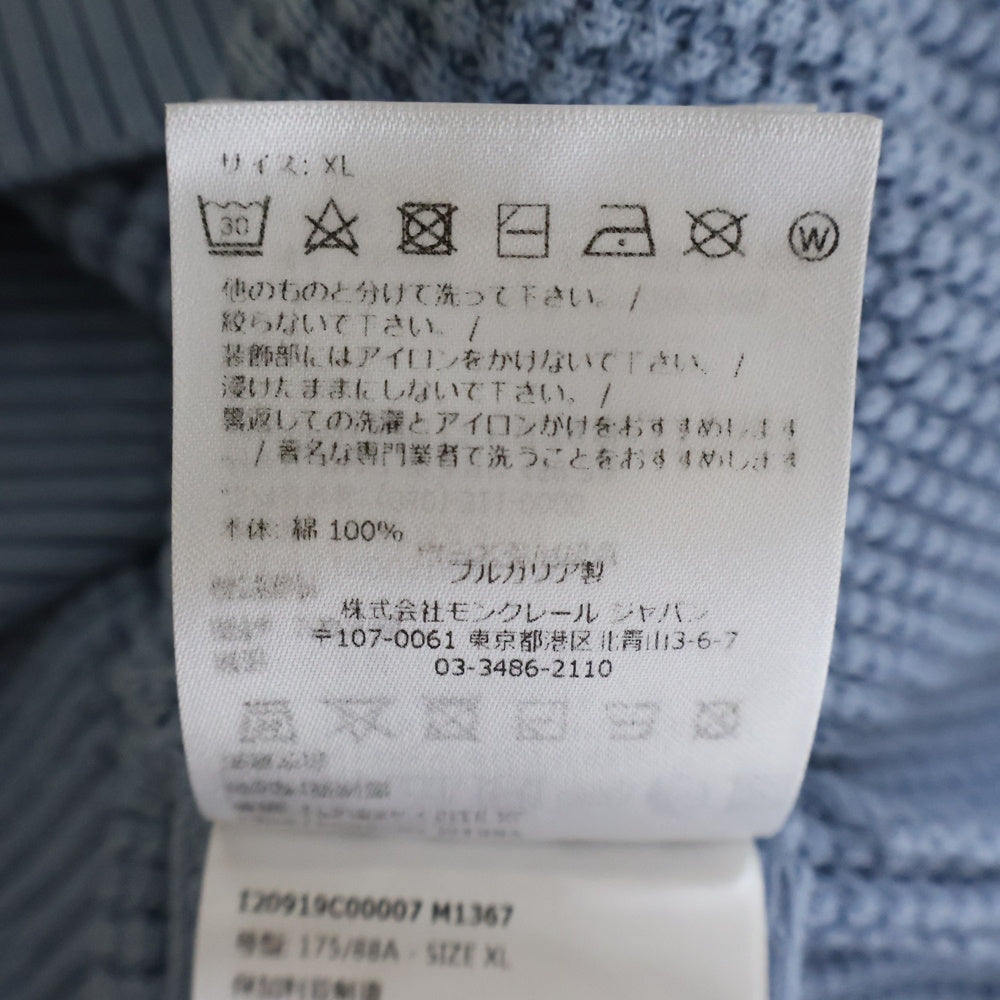 サイズ: XL
30
W
他のものと分けて洗って下さい。 /
絞らないで下さい。 /
装飾部にはアイロンをかけないで下さい。 /
浸けたままにしないで下さい。 /
裏返しての洗濯とアイロンかけをおすすめします
/ 著名な専門業者で洗うことをおすすめします
。
本体: 綿 100%
ブルガリア製
株式会社モンクレール ジャパン
〒107-0061 東京都港区北青山3-6-7
03-3486-2110
I20919C00007 M1367
号型: 175/88A - SIZE XL